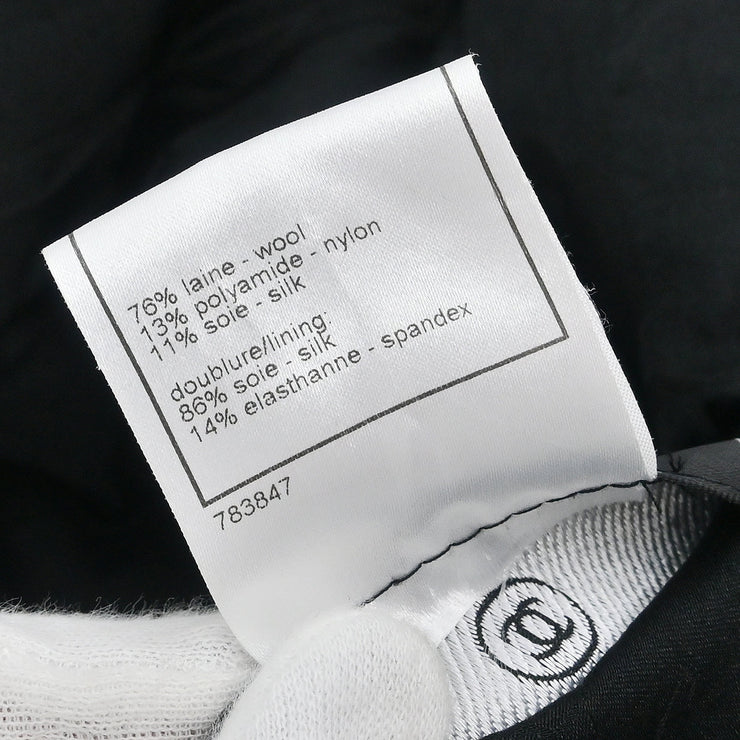 76% laine - wool
13% polyamide - nylon
11% soie - silk
doublure/lining:
86% soie - silk
14% elasthanne - spandex
783847